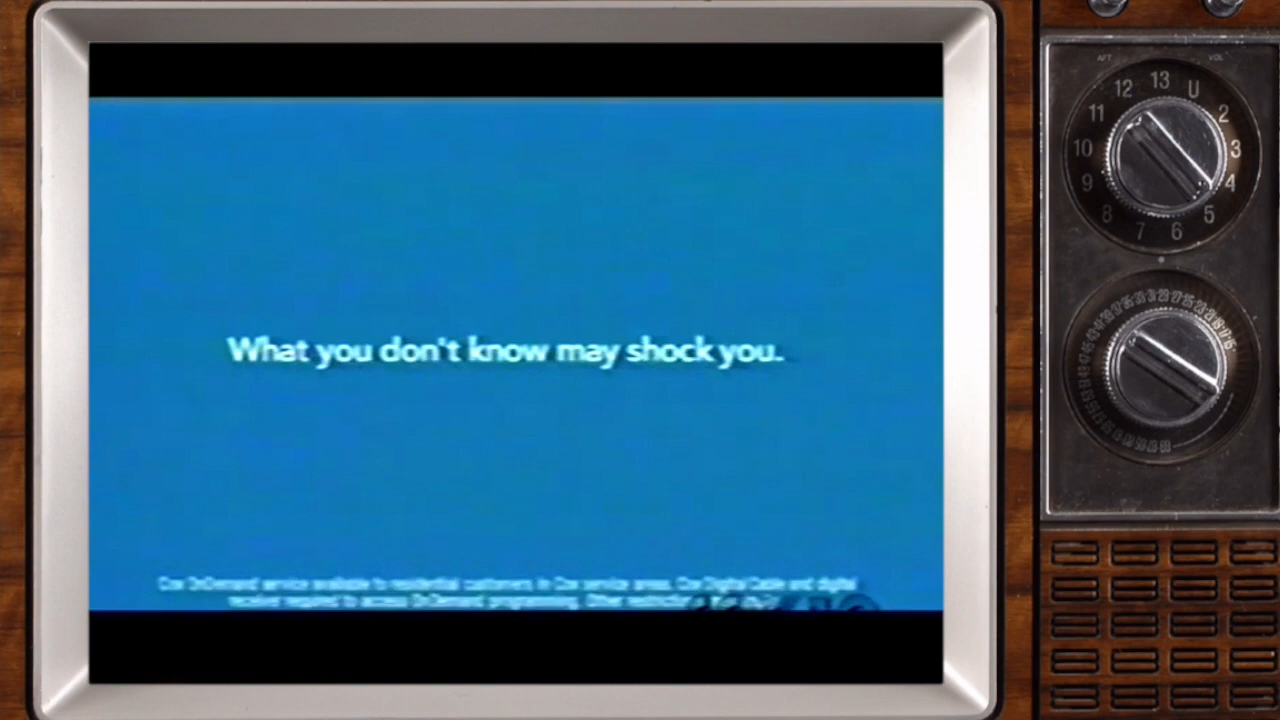 What you don't know may shock you.
Cox OnDemand service available to residential customers in Cox service areas. Cox Digital Cable and digital
receiver required to access OnDemand programming. Other
AFT
VOL
12
13
U
11
2
10
3
9
4
8
5
7
6